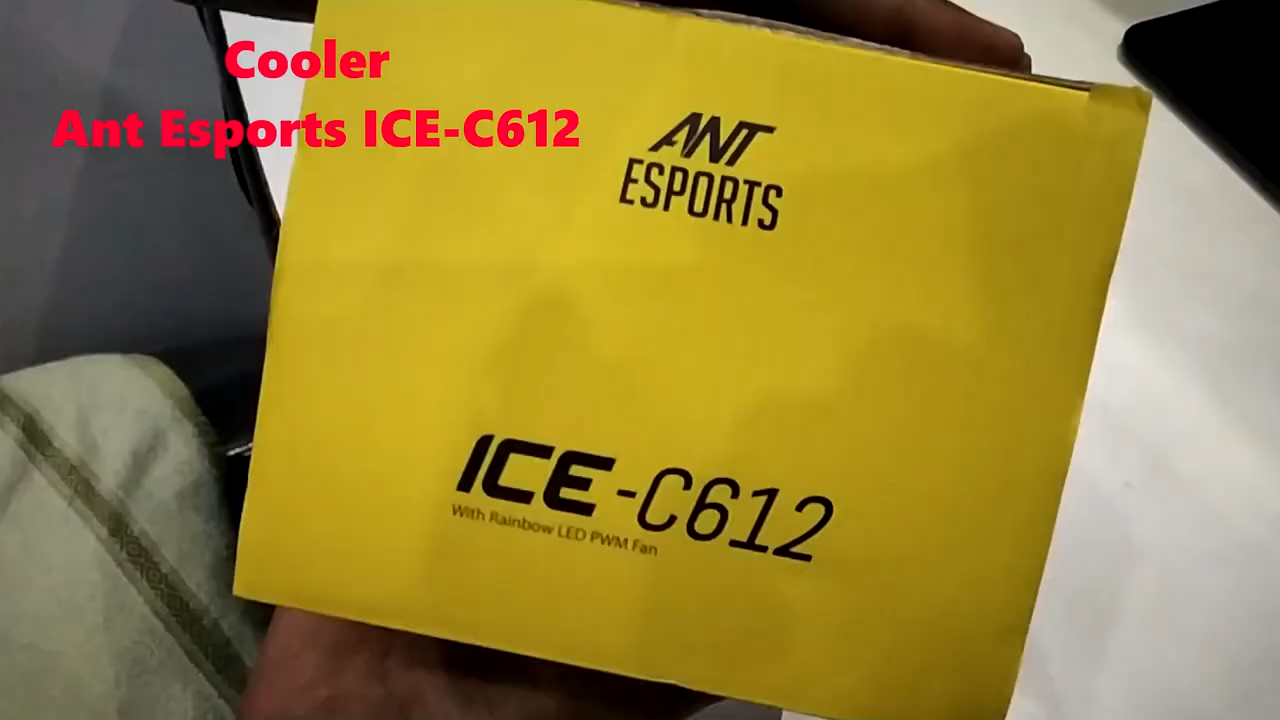 Cooler
Ant Esports ICE-C612
ANT
ESPORTS
ICE-C612
With Rainbow LED PWM Fan